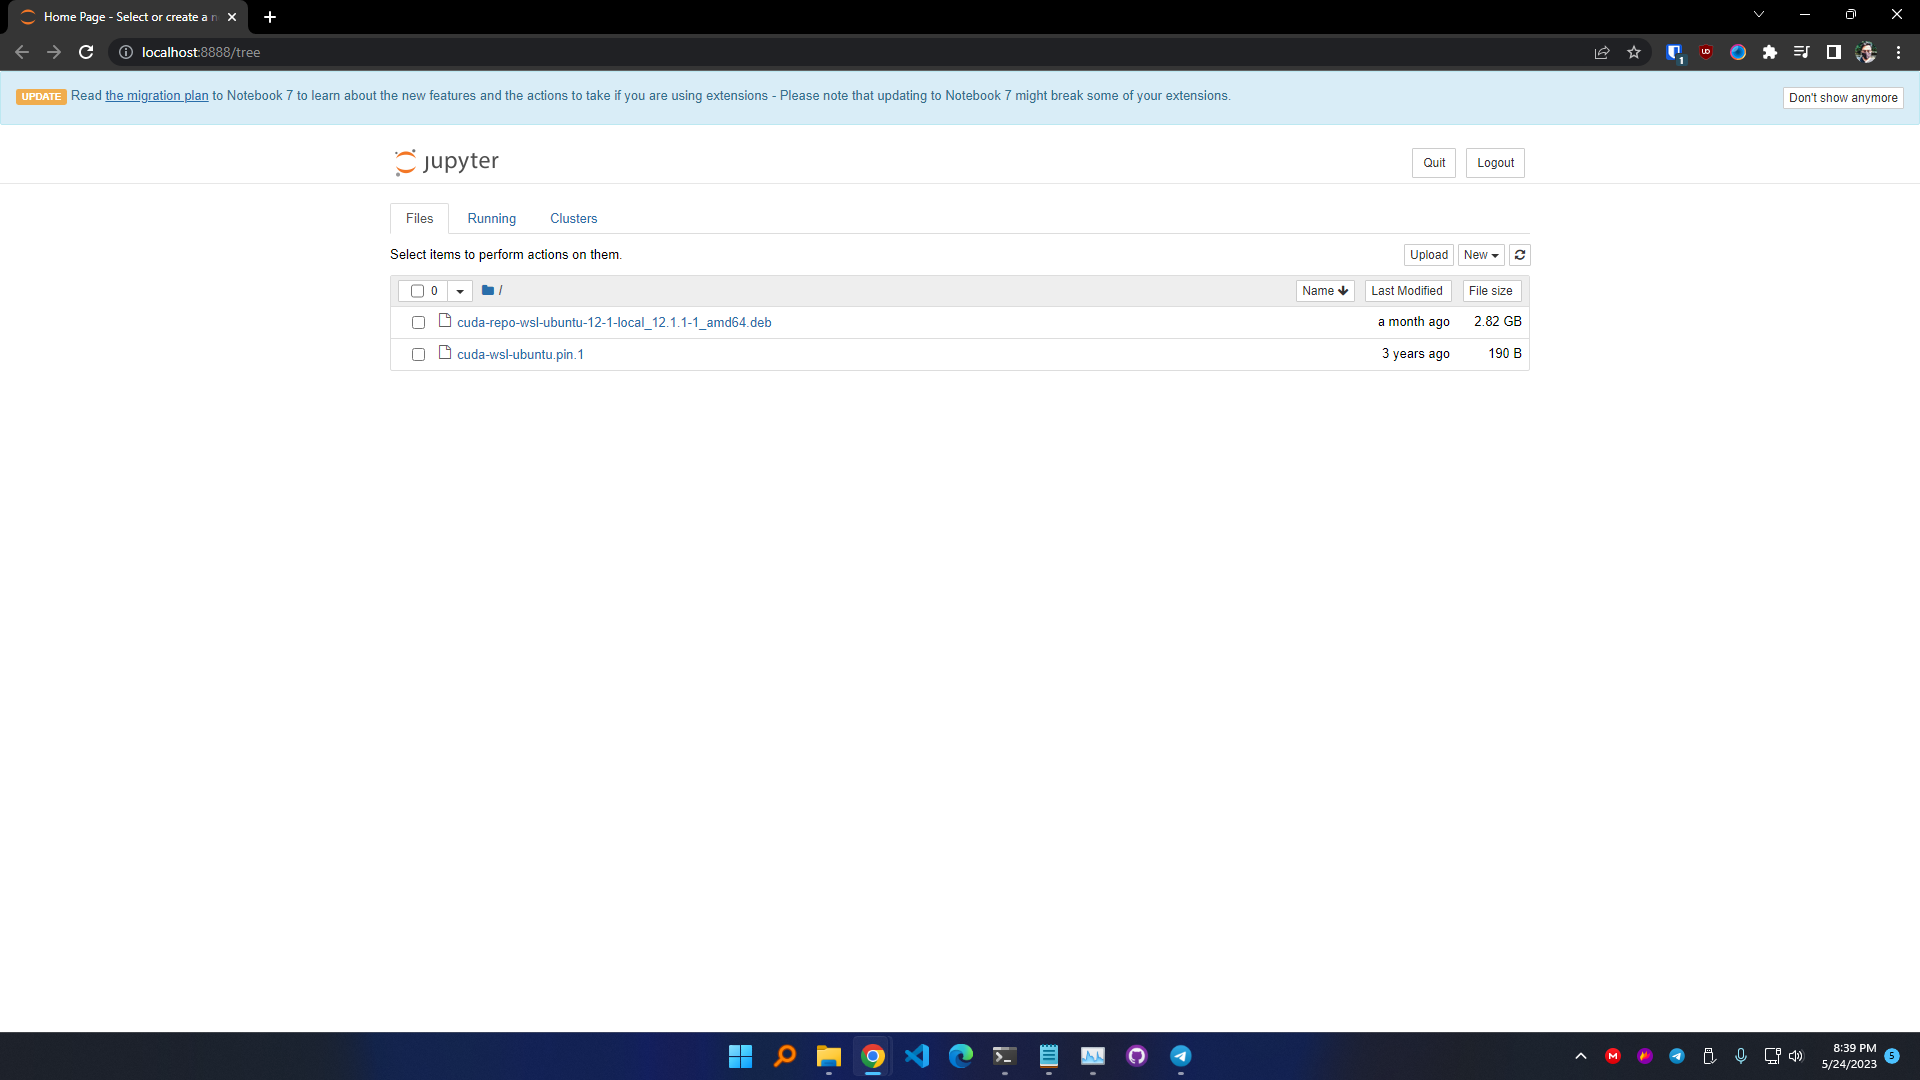 Home Page - Select or create a n
localhost:8888/tree
UPDATE Read the migration plan to Notebook 7 to learn about the new features and the actions to take if you are using extensions - Please note that updating to Notebook 7 might break some of your extensions.
Don't show anymore
jupyter
Quit Logout
Files Running Clusters
Select items to perform actions on them.
Upload New
0 / Name Last Modified File size
cuda-repo-wsl-ubuntu-12-1-local_12.1.1-1_amd64.deb a month ago 2.82 GB
cuda-wsl-ubuntu.pin.1 3 years ago 190 B
8:39 PM
5/24/2023
5